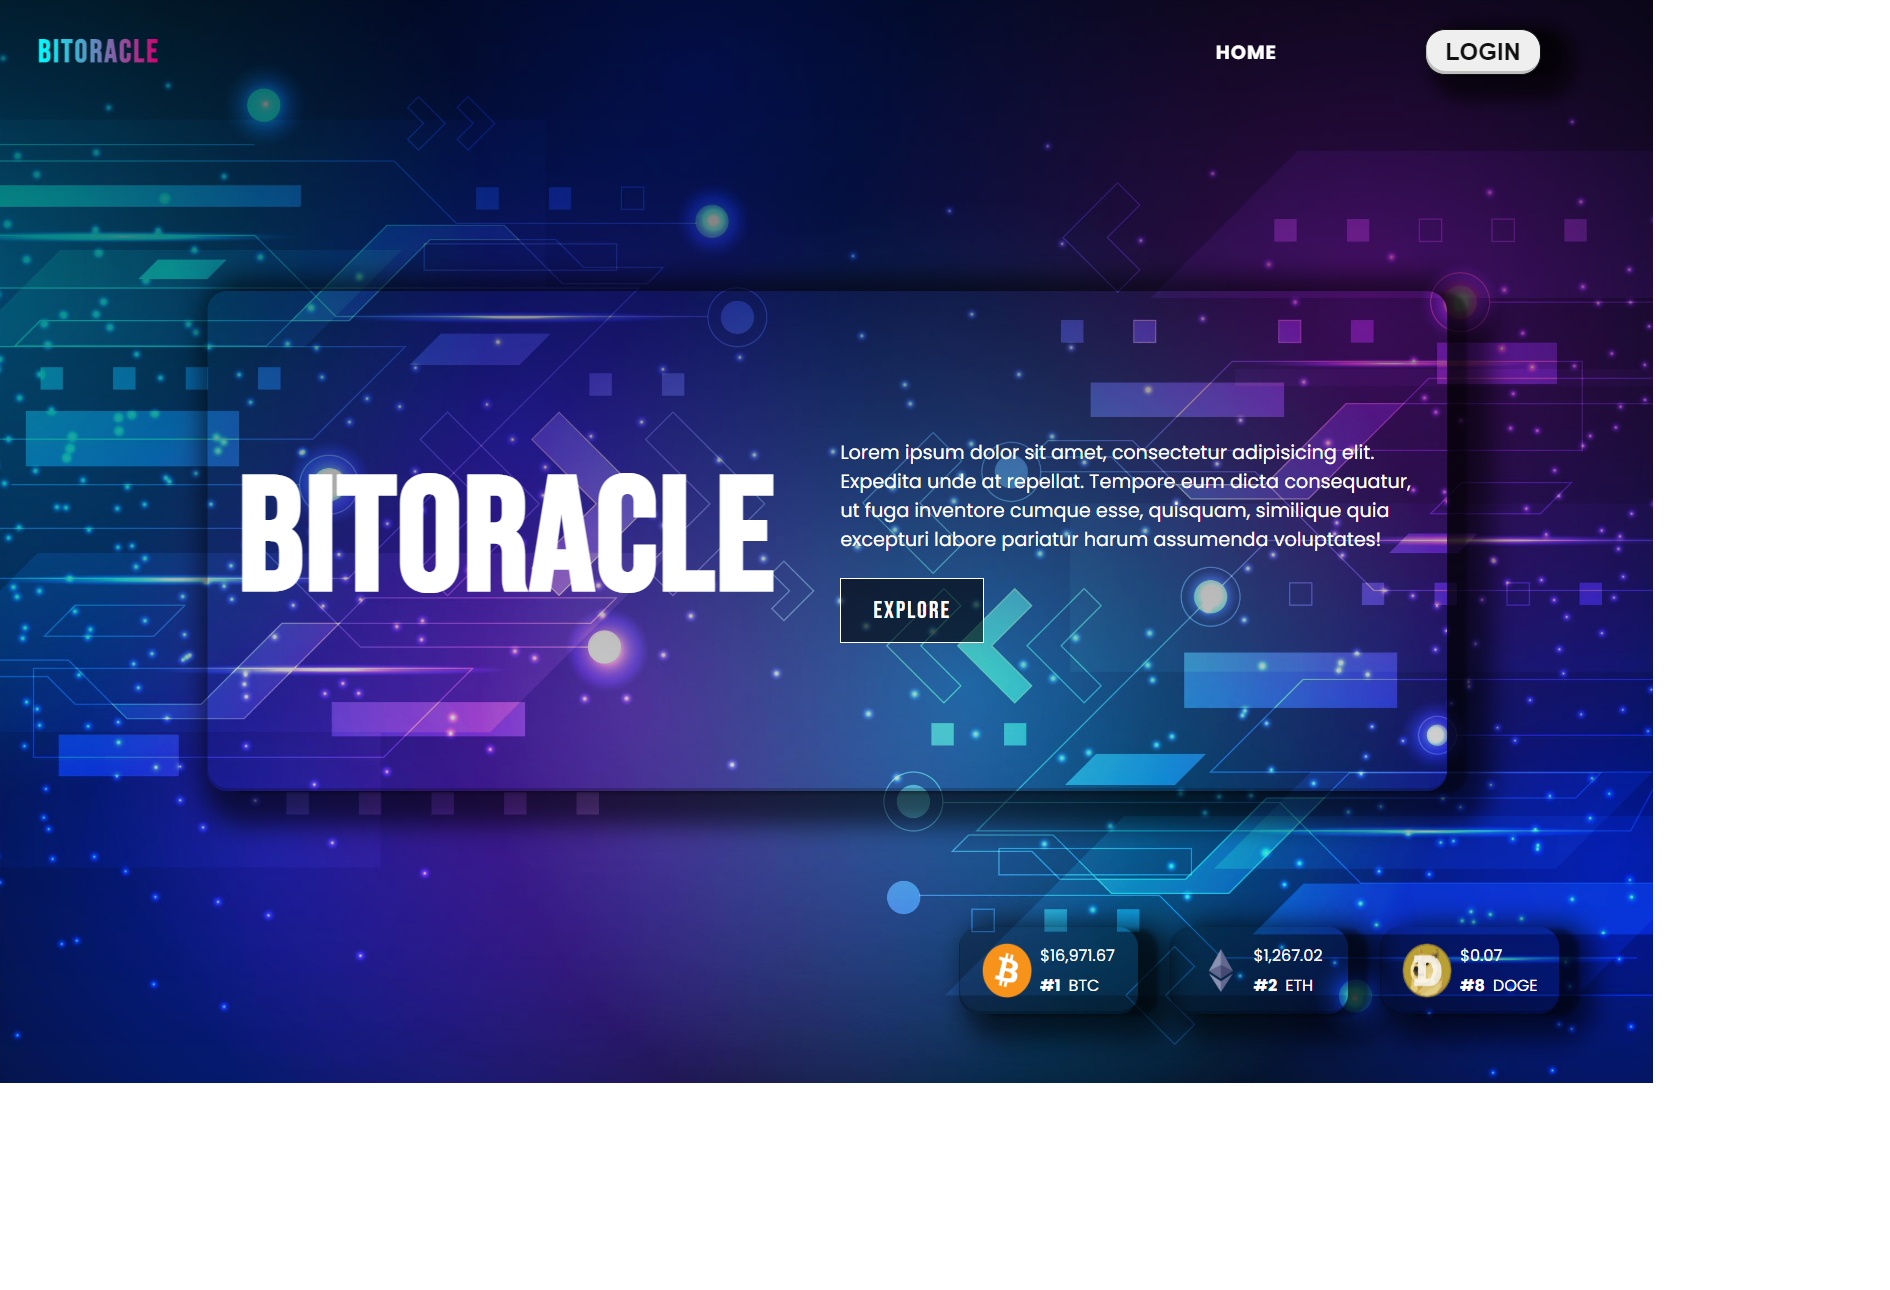 BITORACLE
HOME
LOGIN
BITORACLE
Lorem ipsum dolor sit amet, consectetur adipisicing elit.
Expedita unde at repellat. Tempore eum dicta consequatur,
ut fuga inventore cumque esse, quisquam, similique quia
excepturi labore pariatur harum assumenda voluptates!
EXPLORE
$16,971.67
#1 BTC
$1,267.02
#2 ETH
$0.07
#8 DOGE